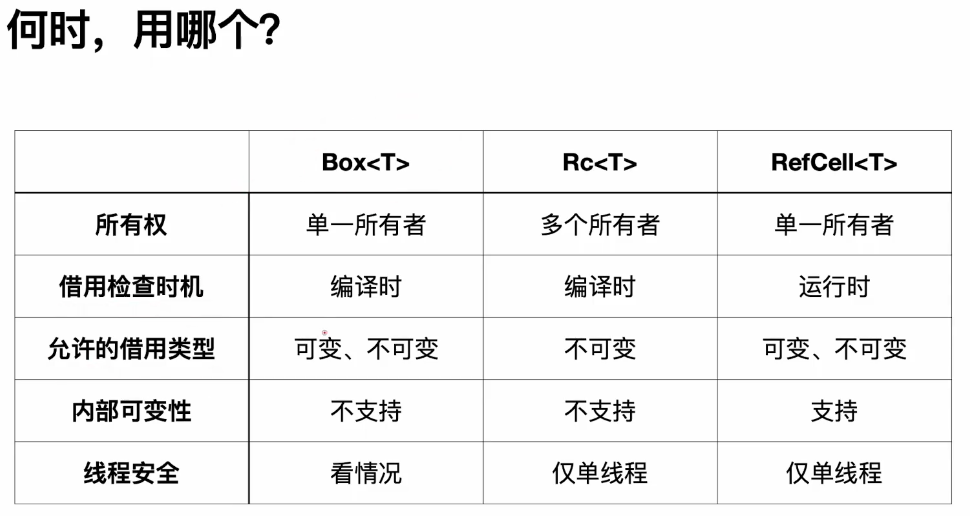 何时，用哪个？
Box<T> Rc<T> RefCell<T>
所有权 单一所有者 多个所有者 单一所有者
借用检查时机 编译时 编译时 运行时
允许的借用类型 可变、不可变 不可变 可变、不可变
内部可变性 不支持 不支持 支持
线程安全 看情况 仅单线程 仅单线程